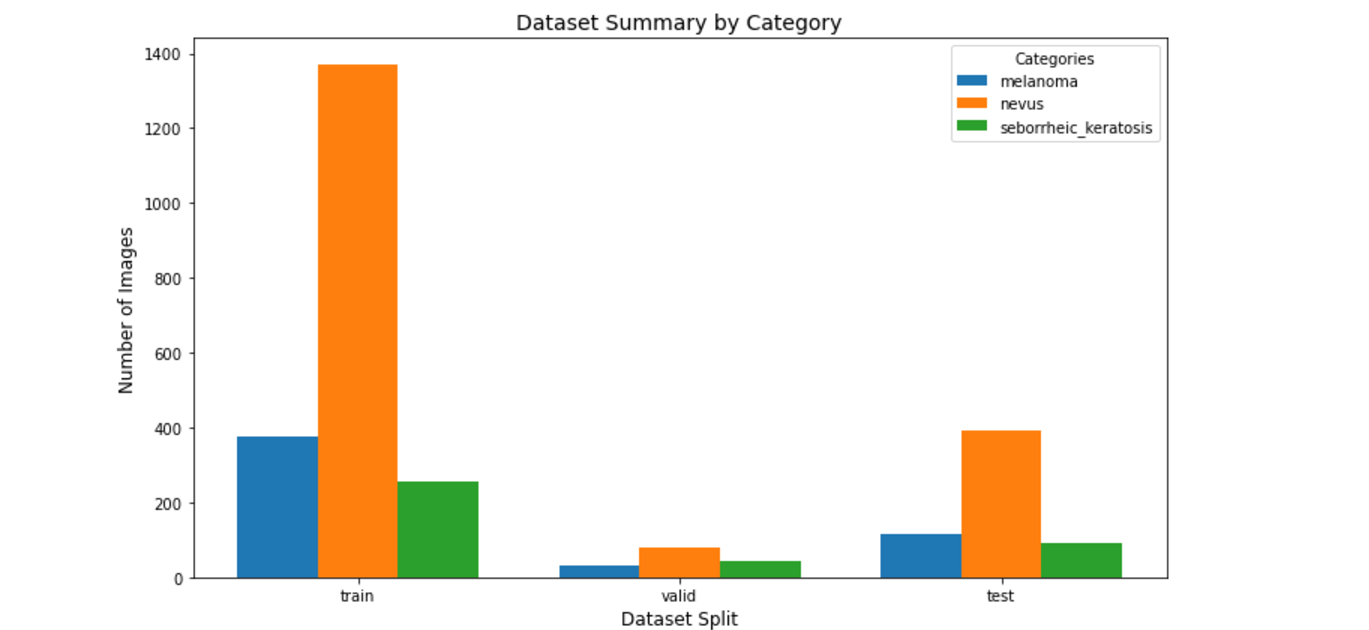 Dataset Summary by Category
Categories
melanoma
nevus
seborrheic_keratosis
Number of Images
1400
1200
1000
800
600
400
200
0
train valid test
Dataset Split